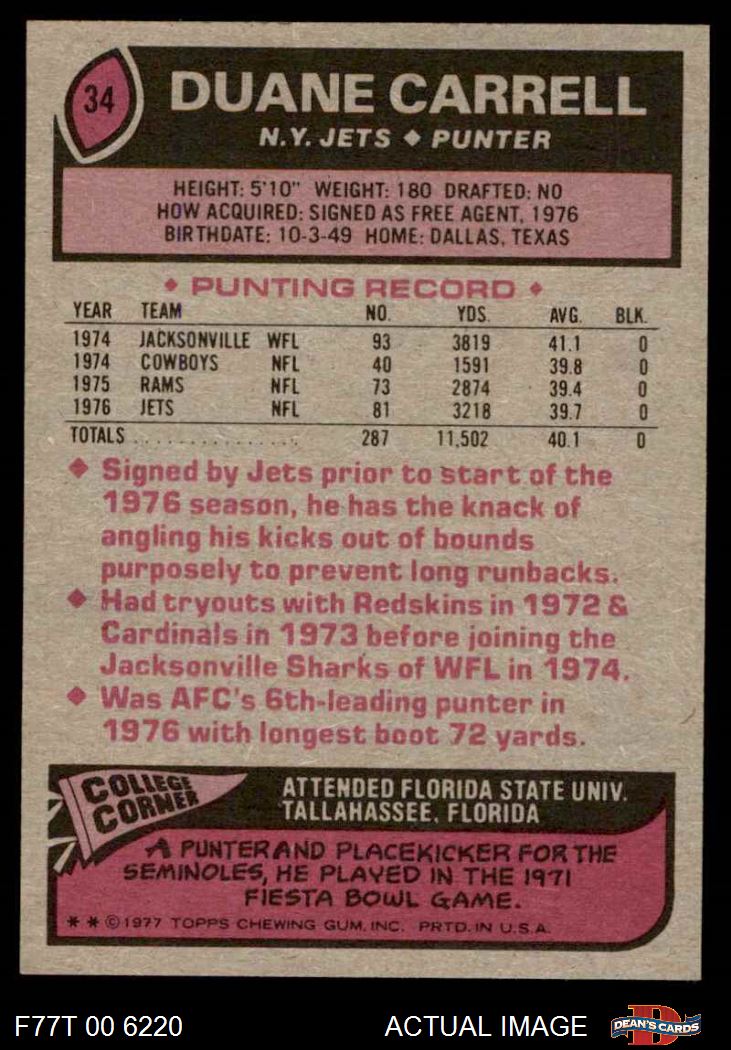 34
DUANE CARRELL
N.Y. JETS ◆ PUNTER
HEIGHT: 5'10" WEIGHT: 180 DRAFTED: NO
HOW ACQUIRED: SIGNED AS FREE AGENT, 1976
BIRTHDATE: 10-3-49 HOME: DALLAS, TEXAS
◆ PUNTING RECORD ◆
YEAR TEAM NO. YDS. AVG. BLK.
1974 JACKSONVILLE WFL 93 3819 41.1 0
1974 COWBOYS NFL 40 1591 39.8 0
1975 RAMS NFL 73 2874 39.4 0
1976 JETS NFL 81 3218 39.7 0
TOTALS . . . . . . . . . . . . . . . 287 11,502 40.1 0
◆ Signed by Jets prior to start of the
1976 season, he has the knack of
angling his kicks out of bounds
purposely to prevent long runbacks.
◆ Had tryouts with Redskins in 1972 &
Cardinals in 1973 before joining the
Jacksonville Sharks of WFL in 1974.
◆ Was AFC's 6th-leading punter in
1976 with longest boot 72 yards.
COLLEGE
CORNER
ATTENDED FLORIDA STATE UNIV.
TALLAHASSEE, FLORIDA
A PUNTER AND PLACEKICKER FOR THE
SEMINOLES, HE PLAYED IN THE 1971
FIESTA BOWL GAME.
* * © 1977 TOPPS CHEWING GUM, INC. PRTD. IN U.S.A.
F77T 00 6220 ACTUAL IMAGE
D
DEAN'S CARDS